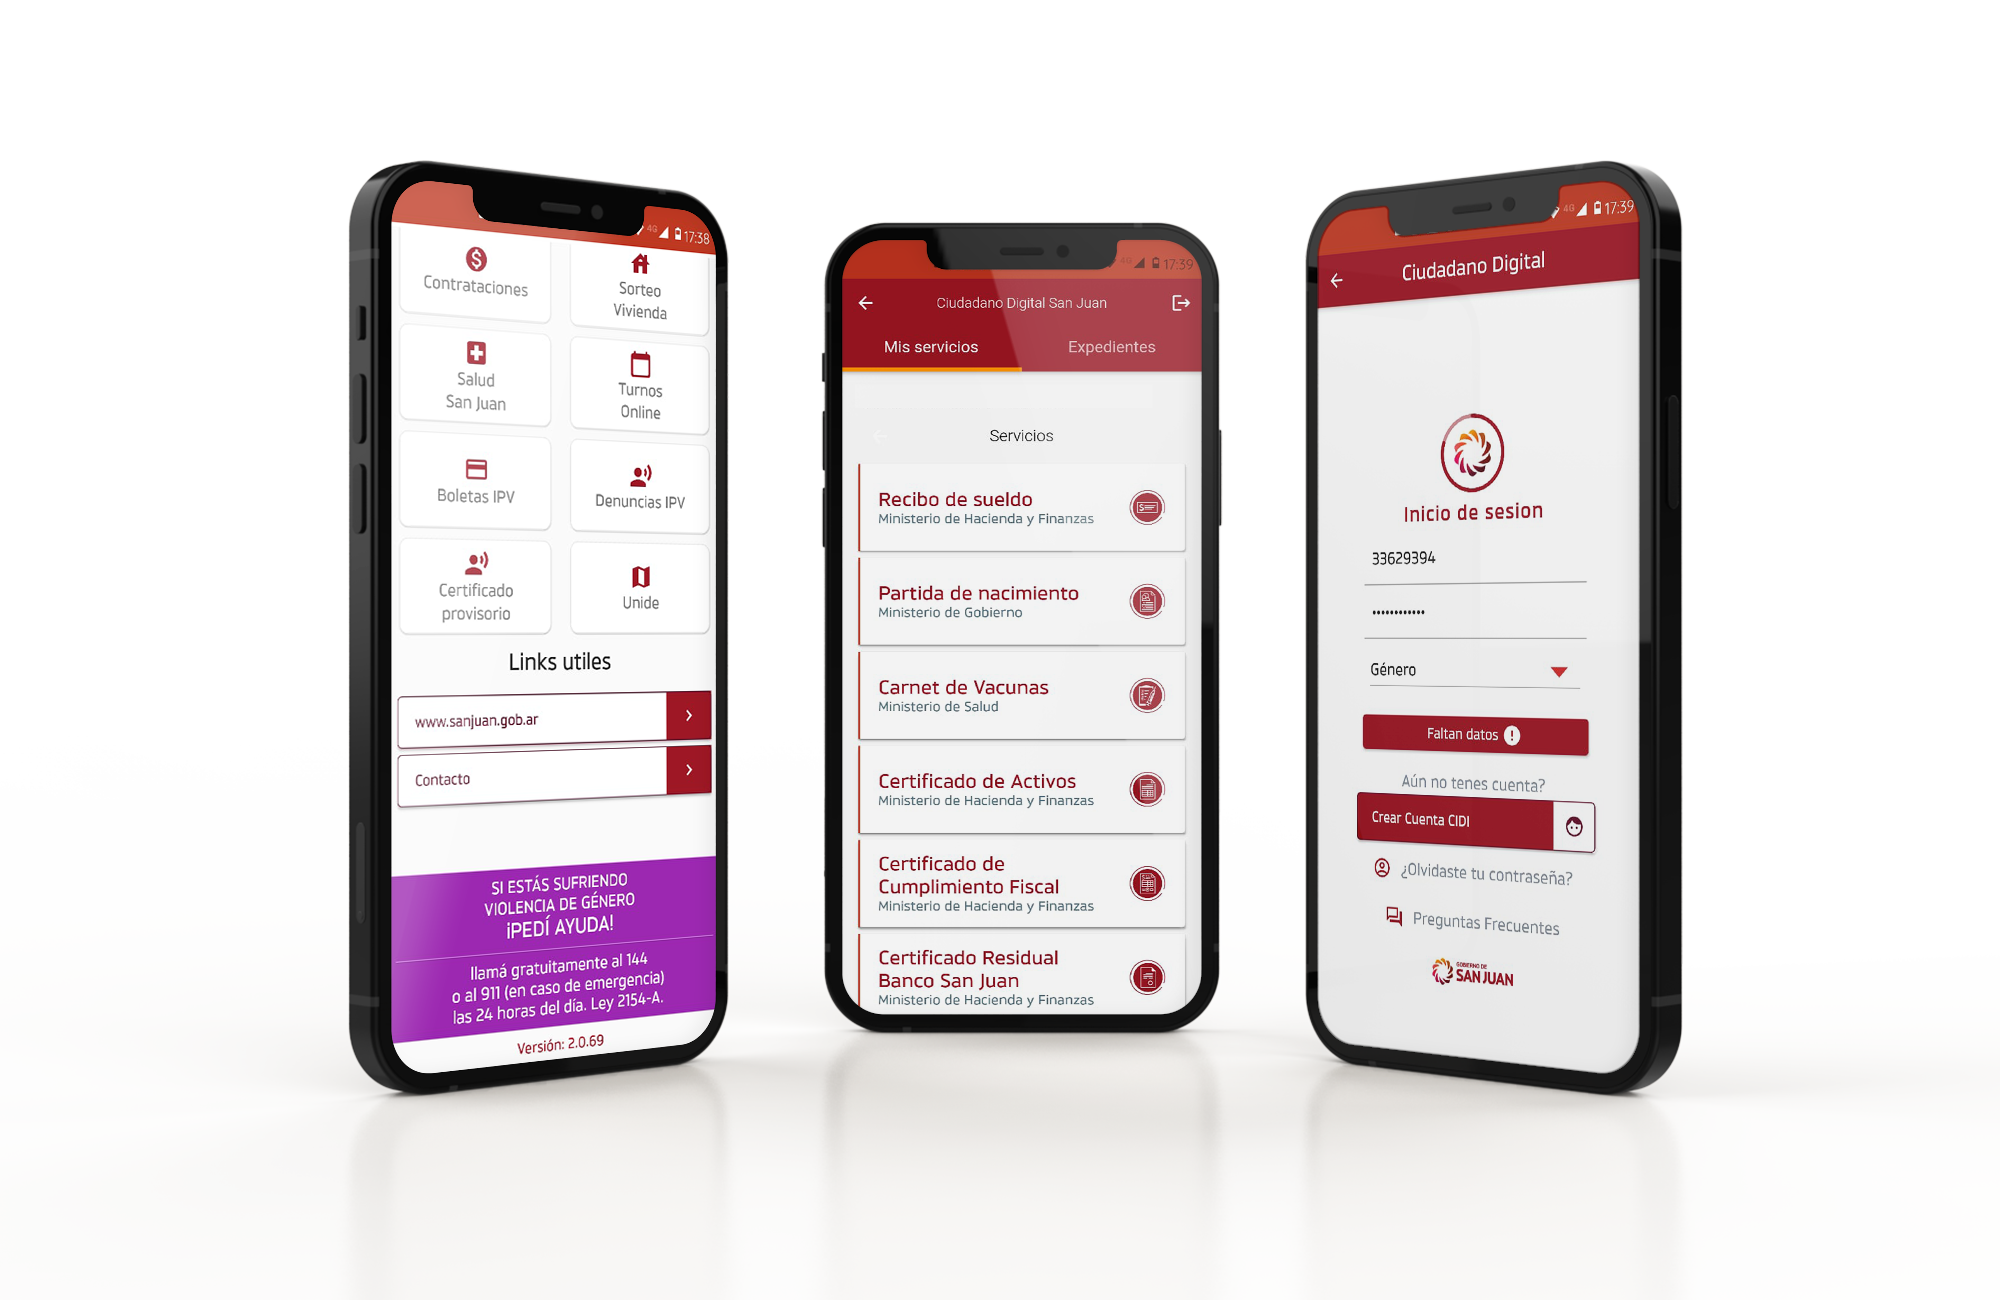 17:38
Contrataciones
Sorteo
Vivienda
Salud
San Juan
Turnos
Online
Boletas IPV
Denuncias IPV
Certificado
provisorio
Unide
Links utiles
www.sanjuan.gob.ar
Contacto
SI ESTÁS SUFRIENDO
VIOLENCIA DE GÉNERO
¡PEDÍ AYUDA!
llamá gratuitamente al 144
o al 911 (en caso de emergencia)
las 24 horas del día. Ley 2154-A.
Versión: 2.0.69
4G 17:39
Ciudadano Digital San Juan
Mis servicios
Expedientes
Servicios
Recibo de sueldo
Ministerio de Hacienda y Finanzas
Partida de nacimiento
Ministerio de Gobierno
Carnet de Vacunas
Ministerio de Salud
Certificado de Activos
Ministerio de Hacienda y Finanzas
Certificado de
Cumplimiento Fiscal
Ministerio de Hacienda y Finanzas
Certificado Residual
Banco San Juan
Ministerio de Hacienda y Finanzas
4G 17:39
Ciudadano Digital
Inicio de sesion
33629394
••••••••••••
Género
Faltan datos
Aún no tenes cuenta?
Crear Cuenta CIDI
¿Olvidaste tu contraseña?
Preguntas Frecuentes
GOBIERNO DE
SAN JUAN